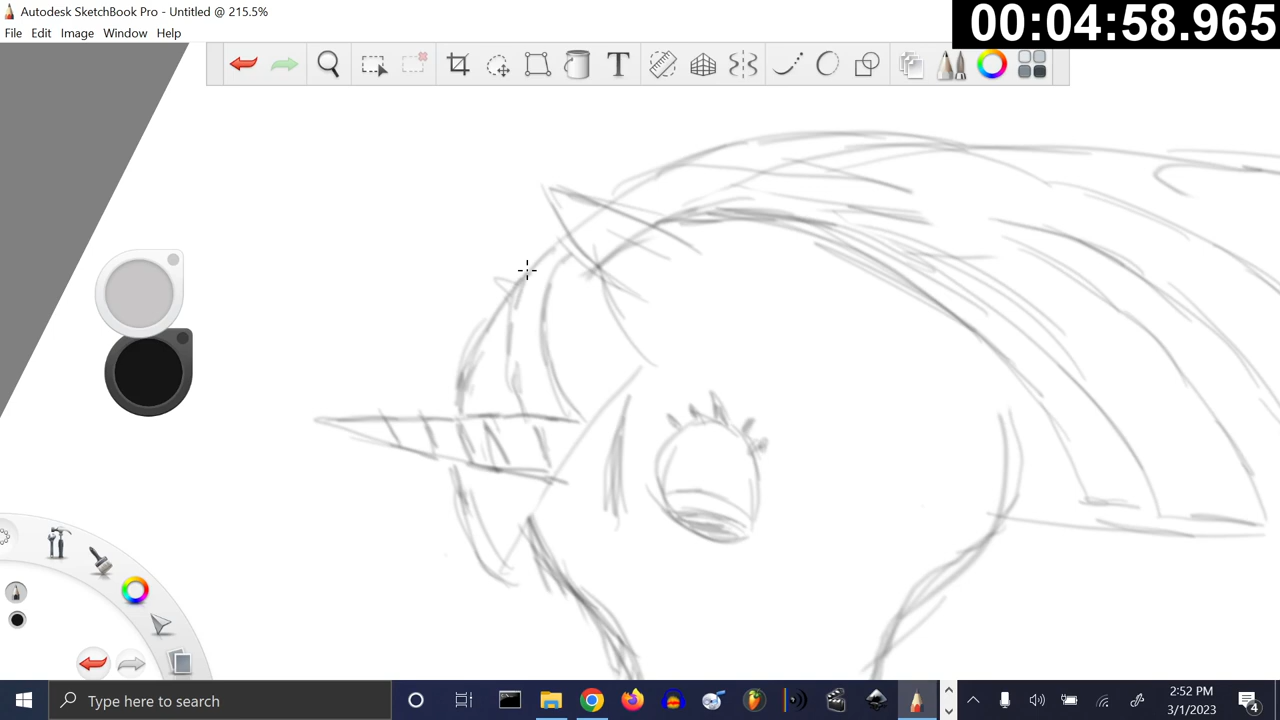 Autodesk SketchBook Pro - Untitled @ 215.5%
00:04:58.965
File Edit Image Window Help
T
Type here to search
2:52 PM
3/1/2023
4